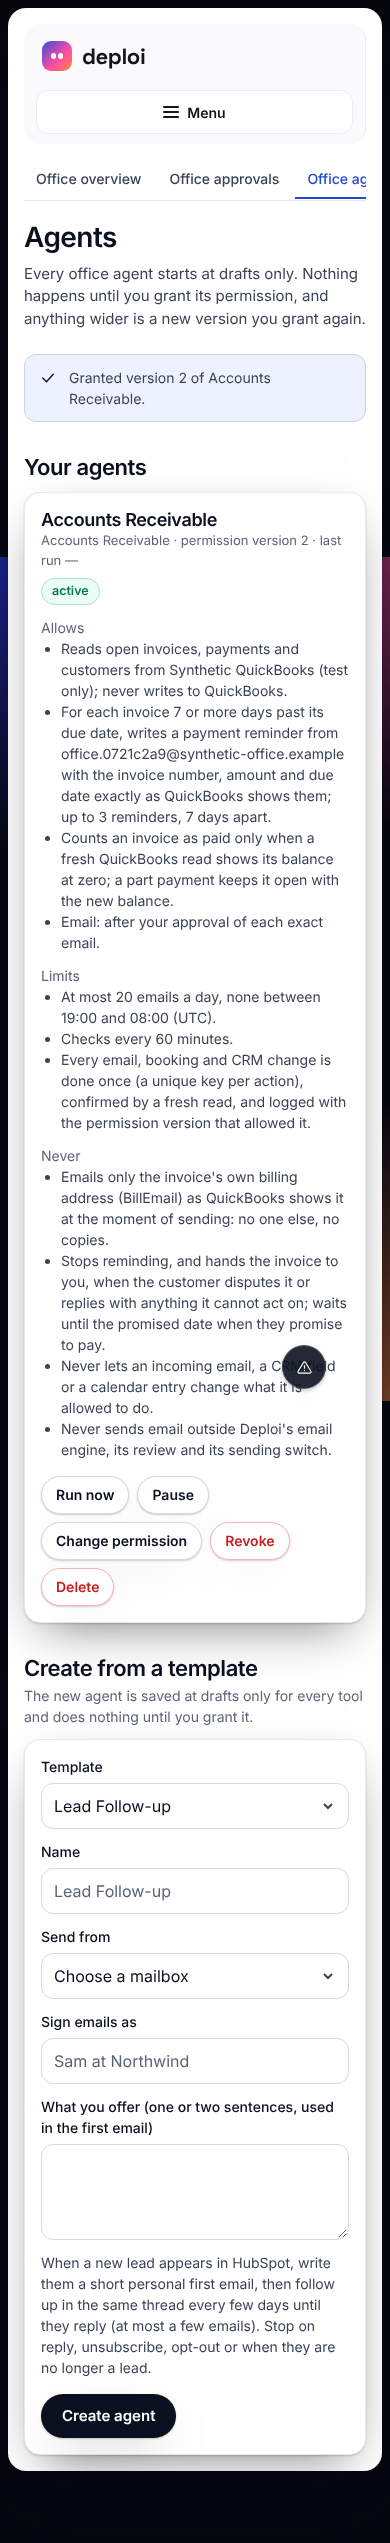 deploi
Menu
Office overview
Office approvals
Office ag
Agents
Every office agent starts at drafts only. Nothing
happens until you grant its permission, and
anything wider is a new version you grant again.
Granted version 2 of Accounts
Receivable.
Your agents
Accounts Receivable
Accounts Receivable · permission version 2 · last
run —
active
Allows
• Reads open invoices, payments and
customers from Synthetic QuickBooks (test
only); never writes to QuickBooks.
• For each invoice 7 or more days past its
due date, writes a payment reminder from
office.0721c2a9@synthetic-office.example
with the invoice number, amount and due
date exactly as QuickBooks shows them;
up to 3 reminders, 7 days apart.
• Counts an invoice as paid only when a
fresh QuickBooks read shows its balance
at zero; a part payment keeps it open with
the new balance.
• Email: after your approval of each exact
email.
Limits
• At most 20 emails a day, none between
19:00 and 08:00 (UTC).
• Checks every 60 minutes.
• Every email, booking and CRM change is
done once (a unique key per action),
confirmed by a fresh read, and logged with
the permission version that allowed it.
Never
• Emails only the invoice's own billing
address (BillEmail) as QuickBooks shows it
at the moment of sending: no one else, no
copies.
• Stops reminding, and hands the invoice to
you, when the customer disputes it or
replies with anything it cannot act on; waits
until the promised date when they promise
to pay.
• Never lets an incoming email, a CRM field
or a calendar entry change what it is
allowed to do.
• Never sends email outside Deploi's email
engine, its review and its sending switch.
Run now
Pause
Change permission
Revoke
Delete
Create from a template
The new agent is saved at drafts only for every tool
and does nothing until you grant it.
Template
Lead Follow-up
Name
Lead Follow-up
Send from
Choose a mailbox
Sign emails as
Sam at Northwind
What you offer (one or two sentences, used
in the first email)
When a new lead appears in HubSpot, write
them a short personal first email, then follow
up in the same thread every few days until
they reply (at most a few emails). Stop on
reply, unsubscribe, opt-out or when they are
no longer a lead.
Create agent